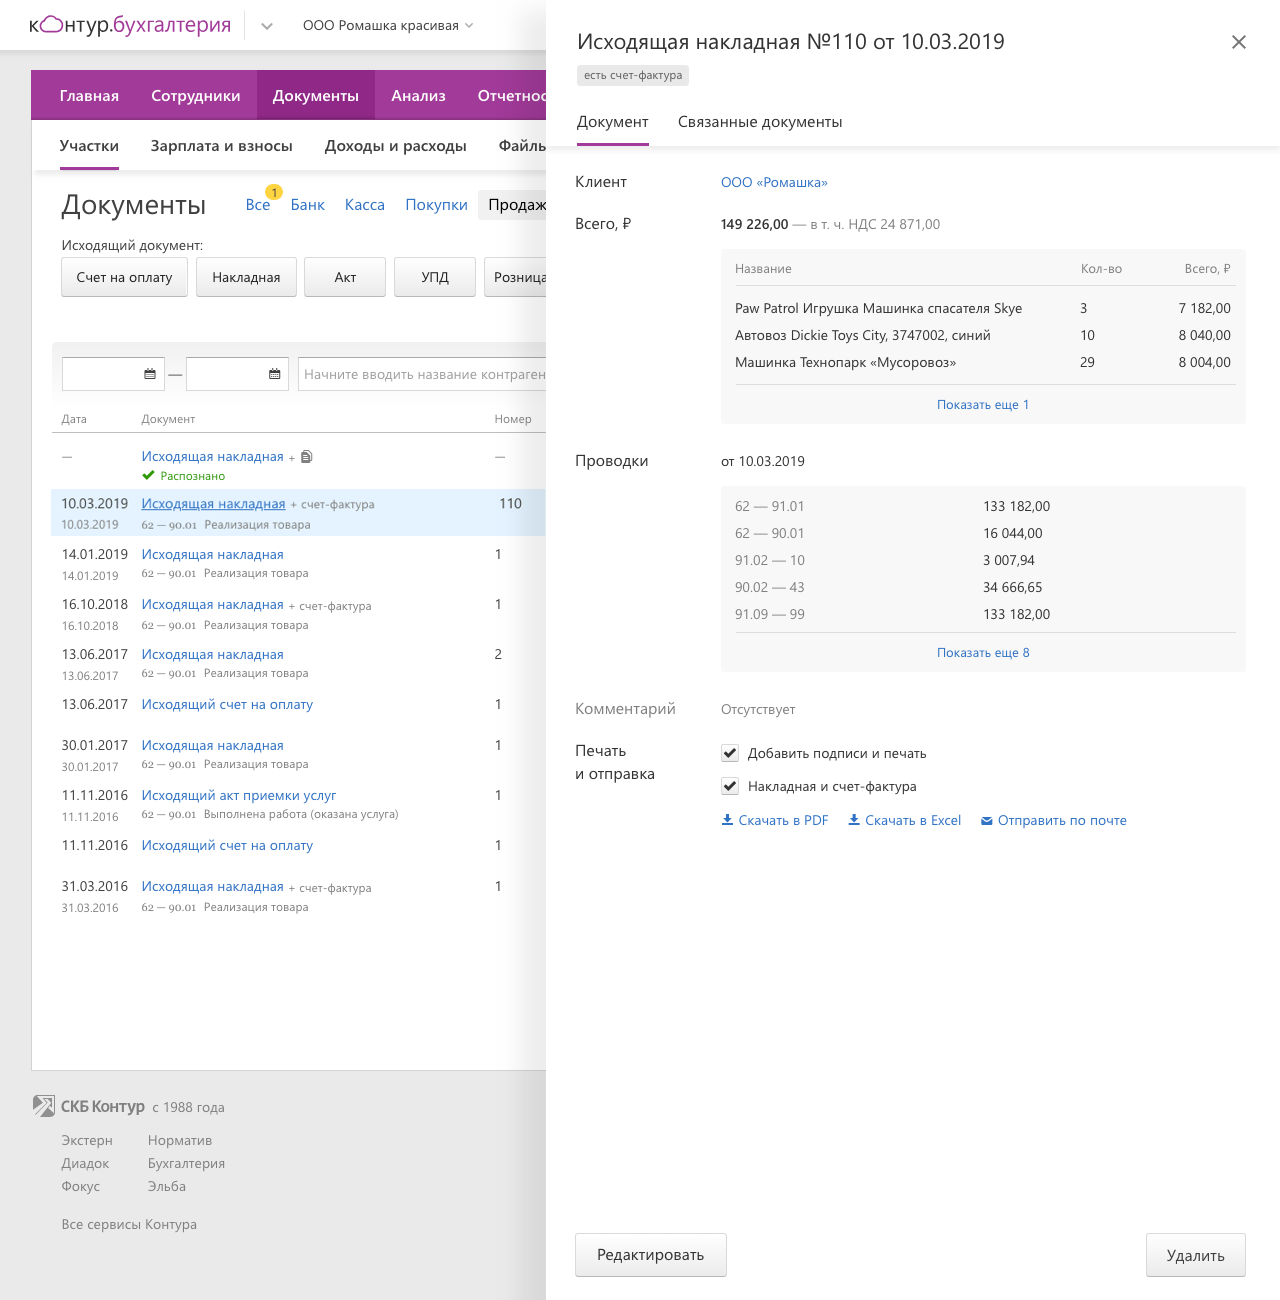 контур.бухгалтерия
ООО Ромашка красивая
Главная Сотрудники Документы Анализ Отчетнос
Участки Зарплата и взносы Доходы и расходы Файлы
Документы Все 1 Банк Касса Покупки Продаж
Исходящий документ:
Счет на оплату Накладная Акт УПД Розница
— Начните вводить название контраген
Дата Документ Номер
— Исходящая накладная + —
Распознано
10.03.2019 Исходящая накладная + счет-фактура 110
10.03.2019 62 — 90.01 Реализация товара
14.01.2019 Исходящая накладная 1
14.01.2019 62 — 90.01 Реализация товара
16.10.2018 Исходящая накладная + счет-фактура 1
16.10.2018 62 — 90.01 Реализация товара
13.06.2017 Исходящая накладная 2
13.06.2017 62 — 90.01 Реализация товара
13.06.2017 Исходящий счет на оплату 1
30.01.2017 Исходящая накладная 1
30.01.2017 62 — 90.01 Реализация товара
11.11.2016 Исходящий акт приемки услуг 1
11.11.2016 62 — 90.01 Выполнена работа (оказана услуга)
11.11.2016 Исходящий счет на оплату 1
31.03.2016 Исходящая накладная + счет-фактура 1
31.03.2016 62 — 90.01 Реализация товара
СКБ Контур с 1988 года
Экстерн Норматив
Диадок Бухгалтерия
Фокус Эльба
Все сервисы Контура
Исходящая накладная №110 от 10.03.2019
есть счет-фактура
Документ Связанные документы
Клиент ООО «Ромашка»
Всего, ₽ 149 226,00 — в т. ч. НДС 24 871,00
Название Кол-во Всего, ₽
Paw Patrol Игрушка Машинка спасателя Skye 3 7 182,00
Автовоз Dickie Toys City, 3747002, синий 10 8 040,00
Машинка Технопарк «Мусоровоз» 29 8 004,00
Показать еще 1
Проводки от 10.03.2019
62 — 91.01 133 182,00
62 — 90.01 16 044,00
91.02 — 10 3 007,94
90.02 — 43 34 666,65
91.09 — 99 133 182,00
Показать еще 8
Комментарий Отсутствует
Печать
и отправка
Добавить подписи и печать
Накладная и счет-фактура
Скачать в PDF Скачать в Excel Отправить по почте
Редактировать Удалить